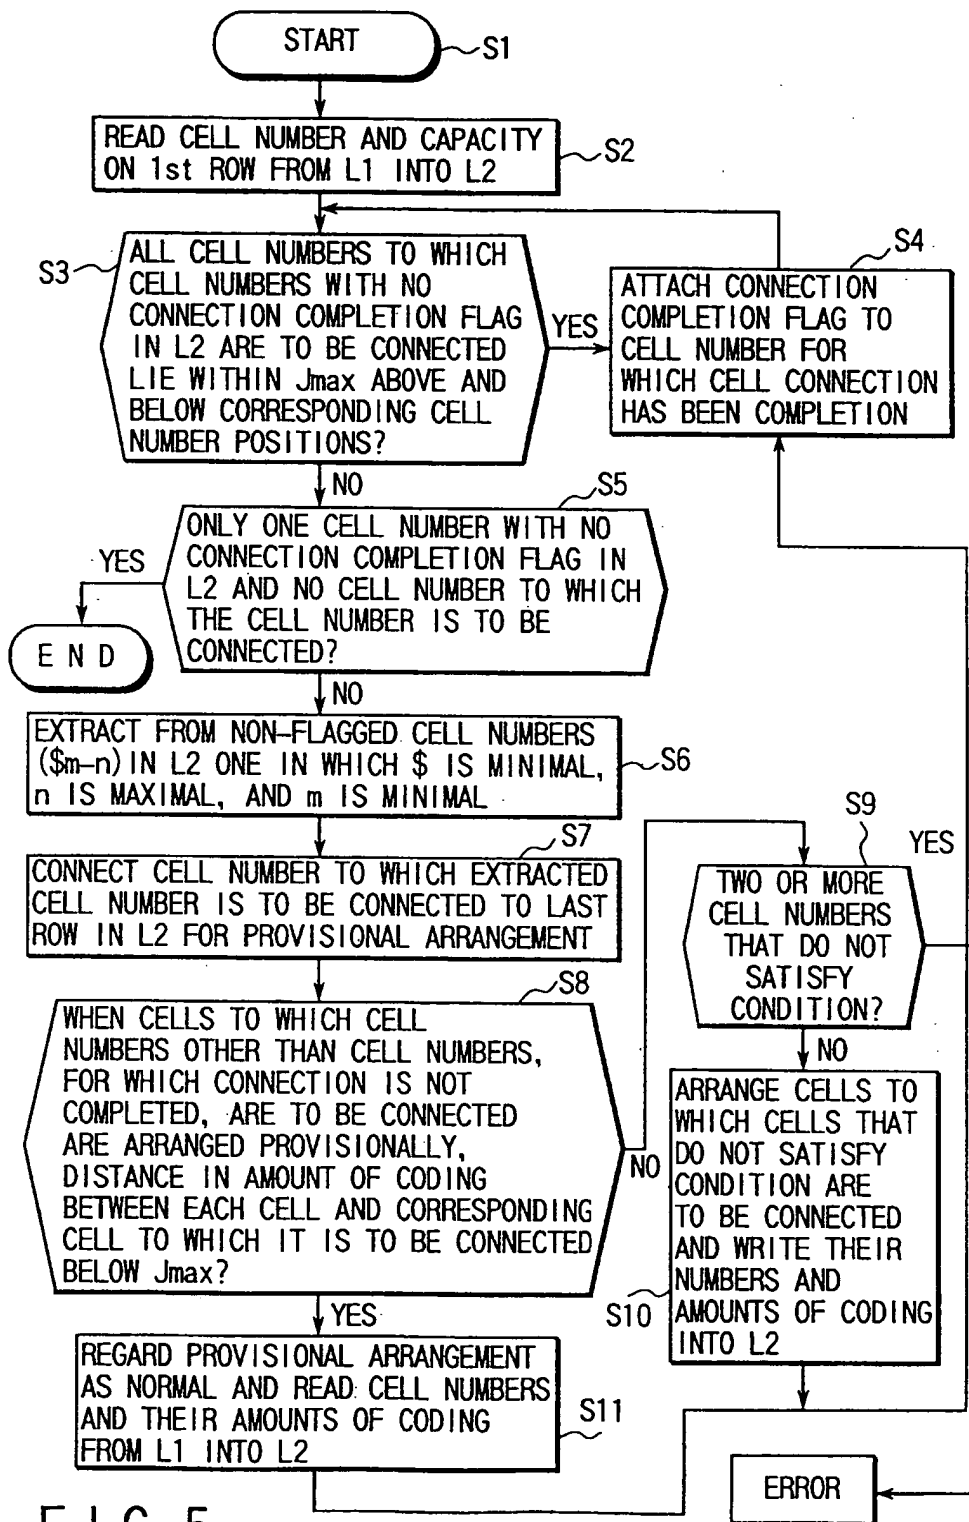 START
S1
READ CELL NUMBER AND CAPACITY
ON 1st ROW FROM L1 INTO L2
S2
S3
ALL CELL NUMBERS TO WHICH
CELL NUMBERS WITH NO
CONNECTION COMPLETION FLAG
IN L2 ARE TO BE CONNECTED
LIE WITHIN Jmax ABOVE AND
BELOW CORRESPONDING CELL
NUMBER POSITIONS?
YES
S4
ATTACH CONNECTION
COMPLETION FLAG TO
CELL NUMBER FOR
WHICH CELL CONNECTION
HAS BEEN COMPLETION
NO
S5
ONLY ONE CELL NUMBER WITH NO
CONNECTION COMPLETION FLAG IN
L2 AND NO CELL NUMBER TO WHICH
THE CELL NUMBER IS TO BE
CONNECTED?
YES
END
NO
EXTRACT FROM NON-FLAGGED CELL NUMBERS
($m-n) IN L2 ONE IN WHICH $ IS MINIMAL,
n IS MAXIMAL, AND m IS MINIMAL
S6
S7
CONNECT CELL NUMBER TO WHICH EXTRACTED
CELL NUMBER IS TO BE CONNECTED TO LAST
ROW IN L2 FOR PROVISIONAL ARRANGEMENT
S8
WHEN CELLS TO WHICH CELL
NUMBERS OTHER THAN CELL NUMBERS,
FOR WHICH CONNECTION IS NOT
COMPLETED, ARE TO BE CONNECTED
ARE ARRANGED PROVISIONALLY,
DISTANCE IN AMOUNT OF CODING
BETWEEN EACH CELL AND CORRESPONDING
CELL TO WHICH IT IS TO BE CONNECTED
BELOW Jmax?
NO
S9
YES
TWO OR MORE
CELL NUMBERS
THAT DO NOT
SATISFY
CONDITION?
NO
ARRANGE CELLS TO
WHICH CELLS THAT
DO NOT SATISFY
CONDITION ARE
TO BE CONNECTED
AND WRITE THEIR
NUMBERS AND
AMOUNTS OF CODING
INTO L2
S10
YES
REGARD PROVISIONAL ARRANGEMENT
AS NORMAL AND READ CELL NUMBERS
AND THEIR AMOUNTS OF CODING
FROM L1 INTO L2
S11
ERROR
FIG. 5